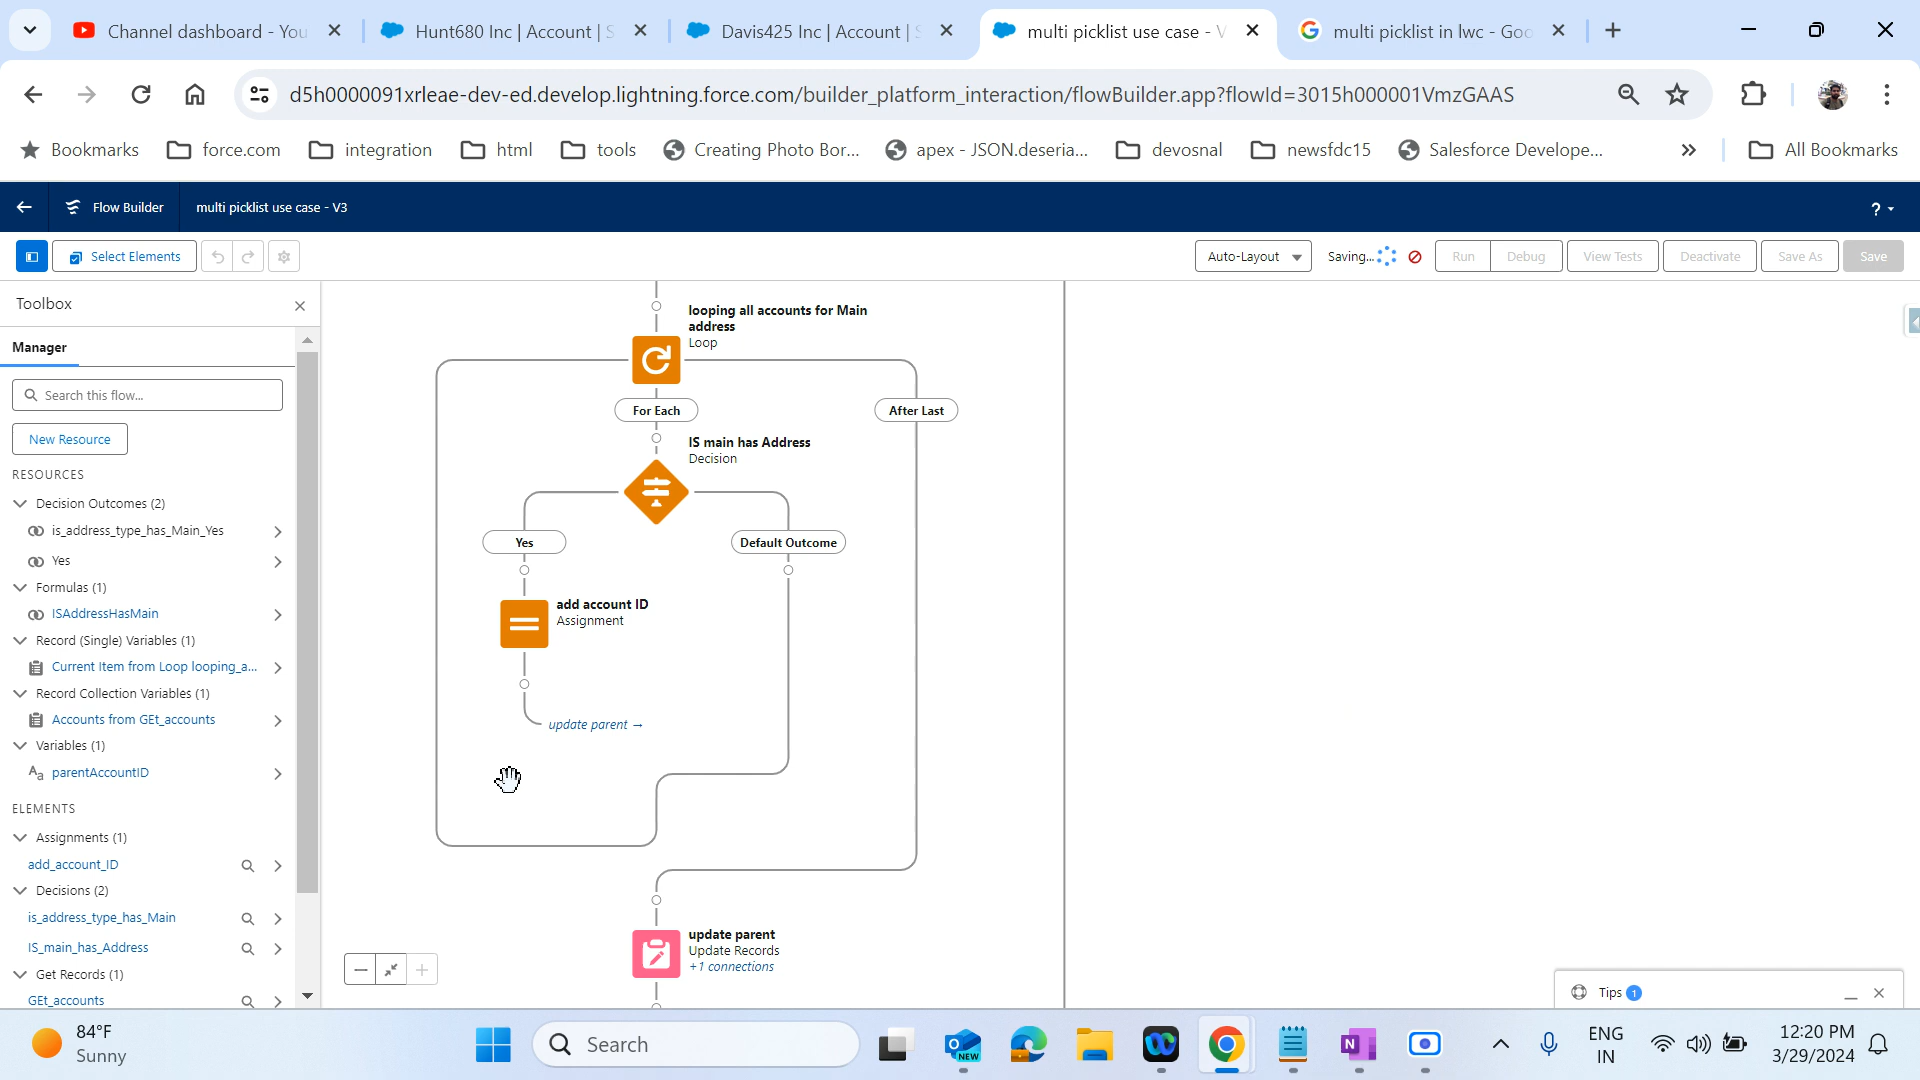 Channel dashboard - You
Hunt680 Inc | Account | S
Davis425 Inc | Account | S
multi picklist use case - V
multi picklist in lwc - Goo
d5h0000091xrleae-dev-ed.develop.lightning.force.com/builder_platform_interaction/flowBuilder.app?flowId=3015h000001VmzGAAS
Bookmarks
force.com
integration
html
tools
Creating Photo Bor...
apex - JSON.deseria...
devosnal
newsfdc15
Salesforce Develope...
»
All Bookmarks
Flow Builder
multi picklist use case - V3
?
Select Elements
Auto-Layout
Saving...
Run
Debug
View Tests
Deactivate
Save As
Save
Toolbox
Manager
Search this flow...
New Resource
RESOURCES
Decision Outcomes (2)
is_address_type_has_Main_Yes
Yes
Formulas (1)
ISAddressHasMain
Record (Single) Variables (1)
Current Item from Loop looping_a...
Record Collection Variables (1)
Accounts from GEt_accounts
Variables (1)
Aa parentAccountID
ELEMENTS
Assignments (1)
add_account_ID
Decisions (2)
is_address_type_has_Main
IS_main_has_Address
Get Records (1)
GEt_accounts
looping all accounts for Main
address
Loop
For Each
After Last
IS main has Address
Decision
Yes
Default Outcome
add account ID
Assignment
update parent →
update parent
Update Records
+1 connections
Tips 1
84°F
Sunny
Search
NEW
ENG
IN
12:20 PM
3/29/2024